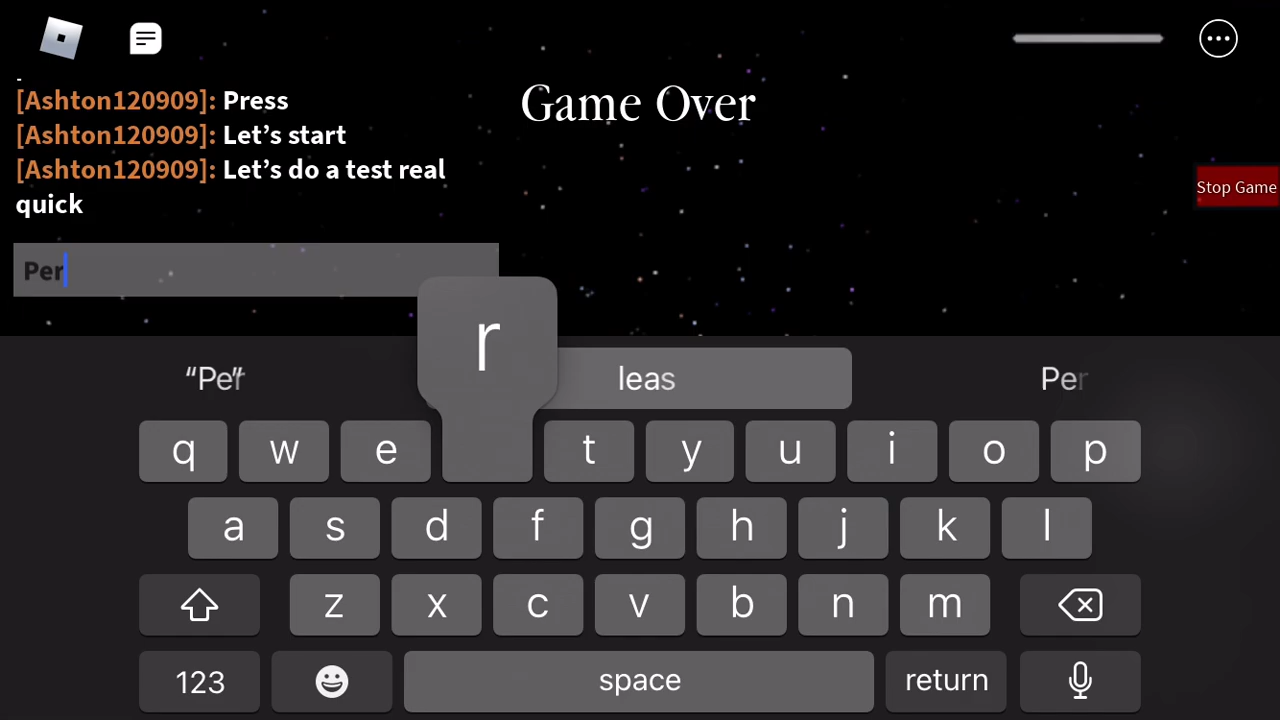 [Ashton120909]: Press
Game Over
[Ashton120909]: Let’s start
[Ashton120909]: Let’s do a test real
quick
Stop Game
Per
r
leas
Per
q w e t y u i o p
a s d f g h j k l
z x c v b n m
123 space return